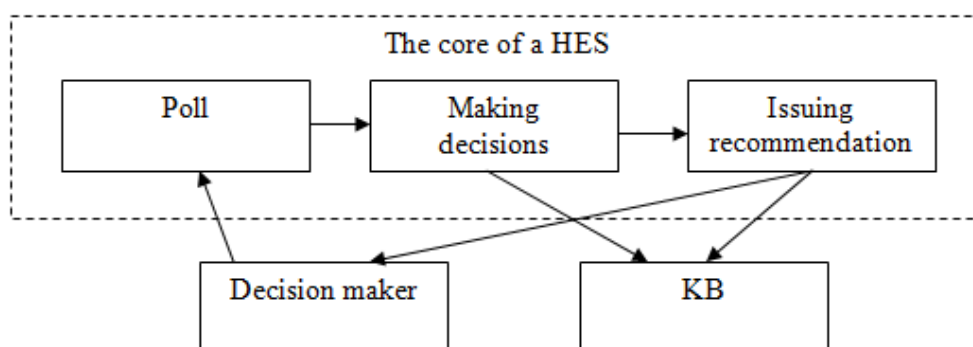 The core of a HES
Poll
Making
decisions
Issuing
recommendation
Decision maker
KB